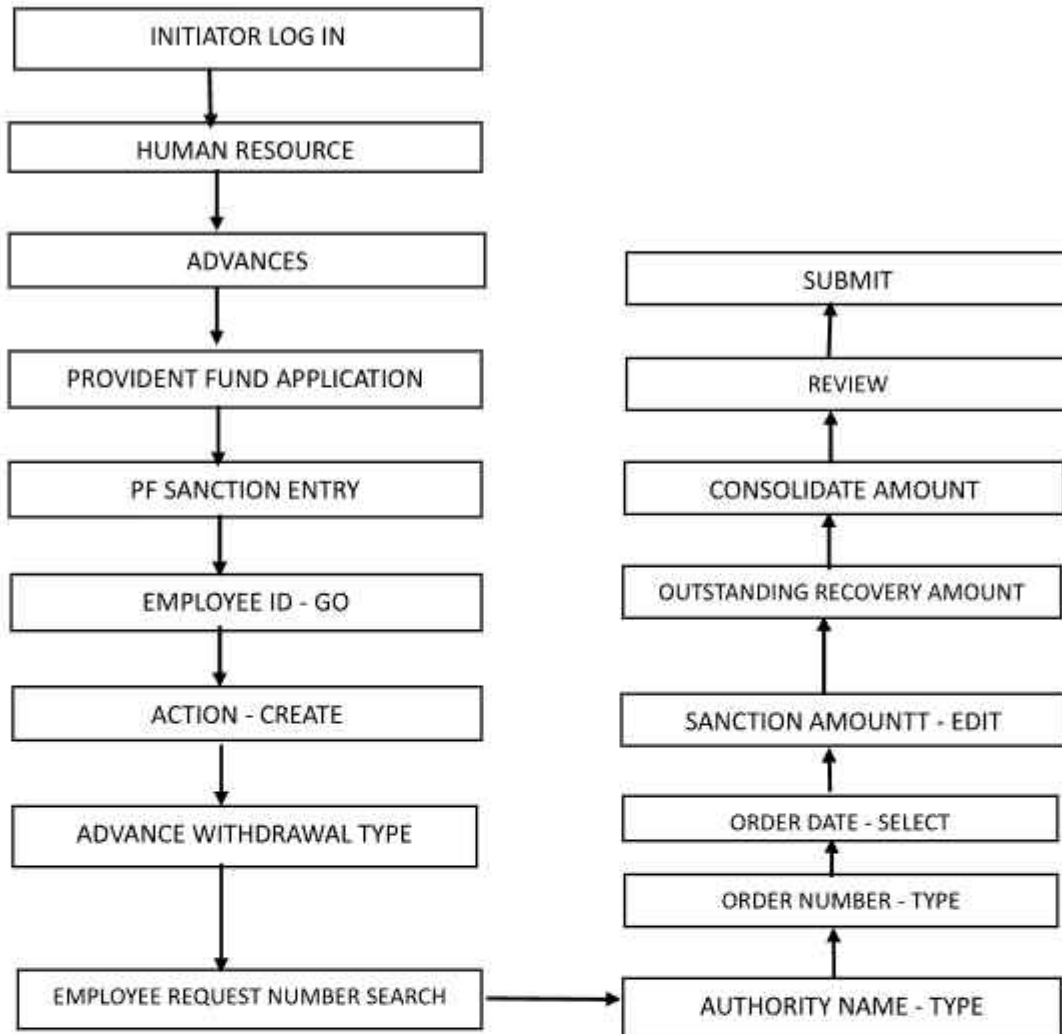 INITIATOR LOG IN
HUMAN RESOURCE
ADVANCES
PROVIDENT FUND APPLICATION
PF SANCTION ENTRY
EMPLOYEE ID - GO
ACTION - CREATE
ADVANCE WITHDRAWAL TYPE
EMPLOYEE REQUEST NUMBER SEARCH
AUTHORITY NAME - TYPE
ORDER NUMBER - TYPE
ORDER DATE - SELECT
SANCTION AMOUNTT - EDIT
OUTSTANDING RECOVERY AMOUNT
CONSOLIDATE AMOUNT
REVIEW
SUBMIT